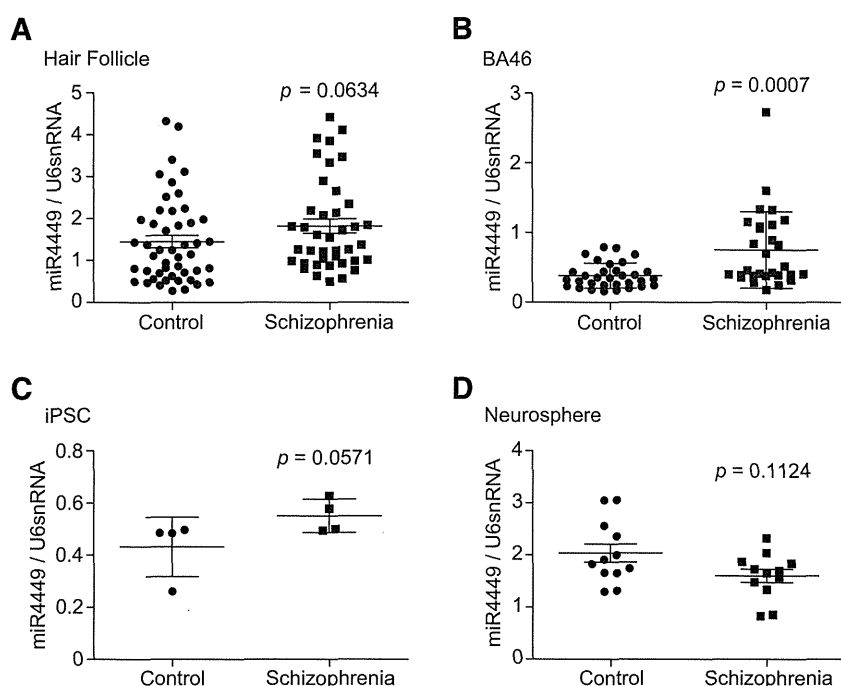 A
Hair Follicle
p = 0.0634
miR4449 / U6snRNA
5
4
3
2
1
0
Control
Schizophrenia
B
BA46
p = 0.0007
miR4449 / U6snRNA
3
2
1
0
Control
Schizophrenia
C
iPSC
p = 0.0571
miR4449 / U6snRNA
0.8
0.6
0.4
0.2
0
Control
Schizophrenia
D
Neurosphere
p = 0.1124
miR4449 / U6snRNA
4
3
2
1
0
Control
Schizophrenia